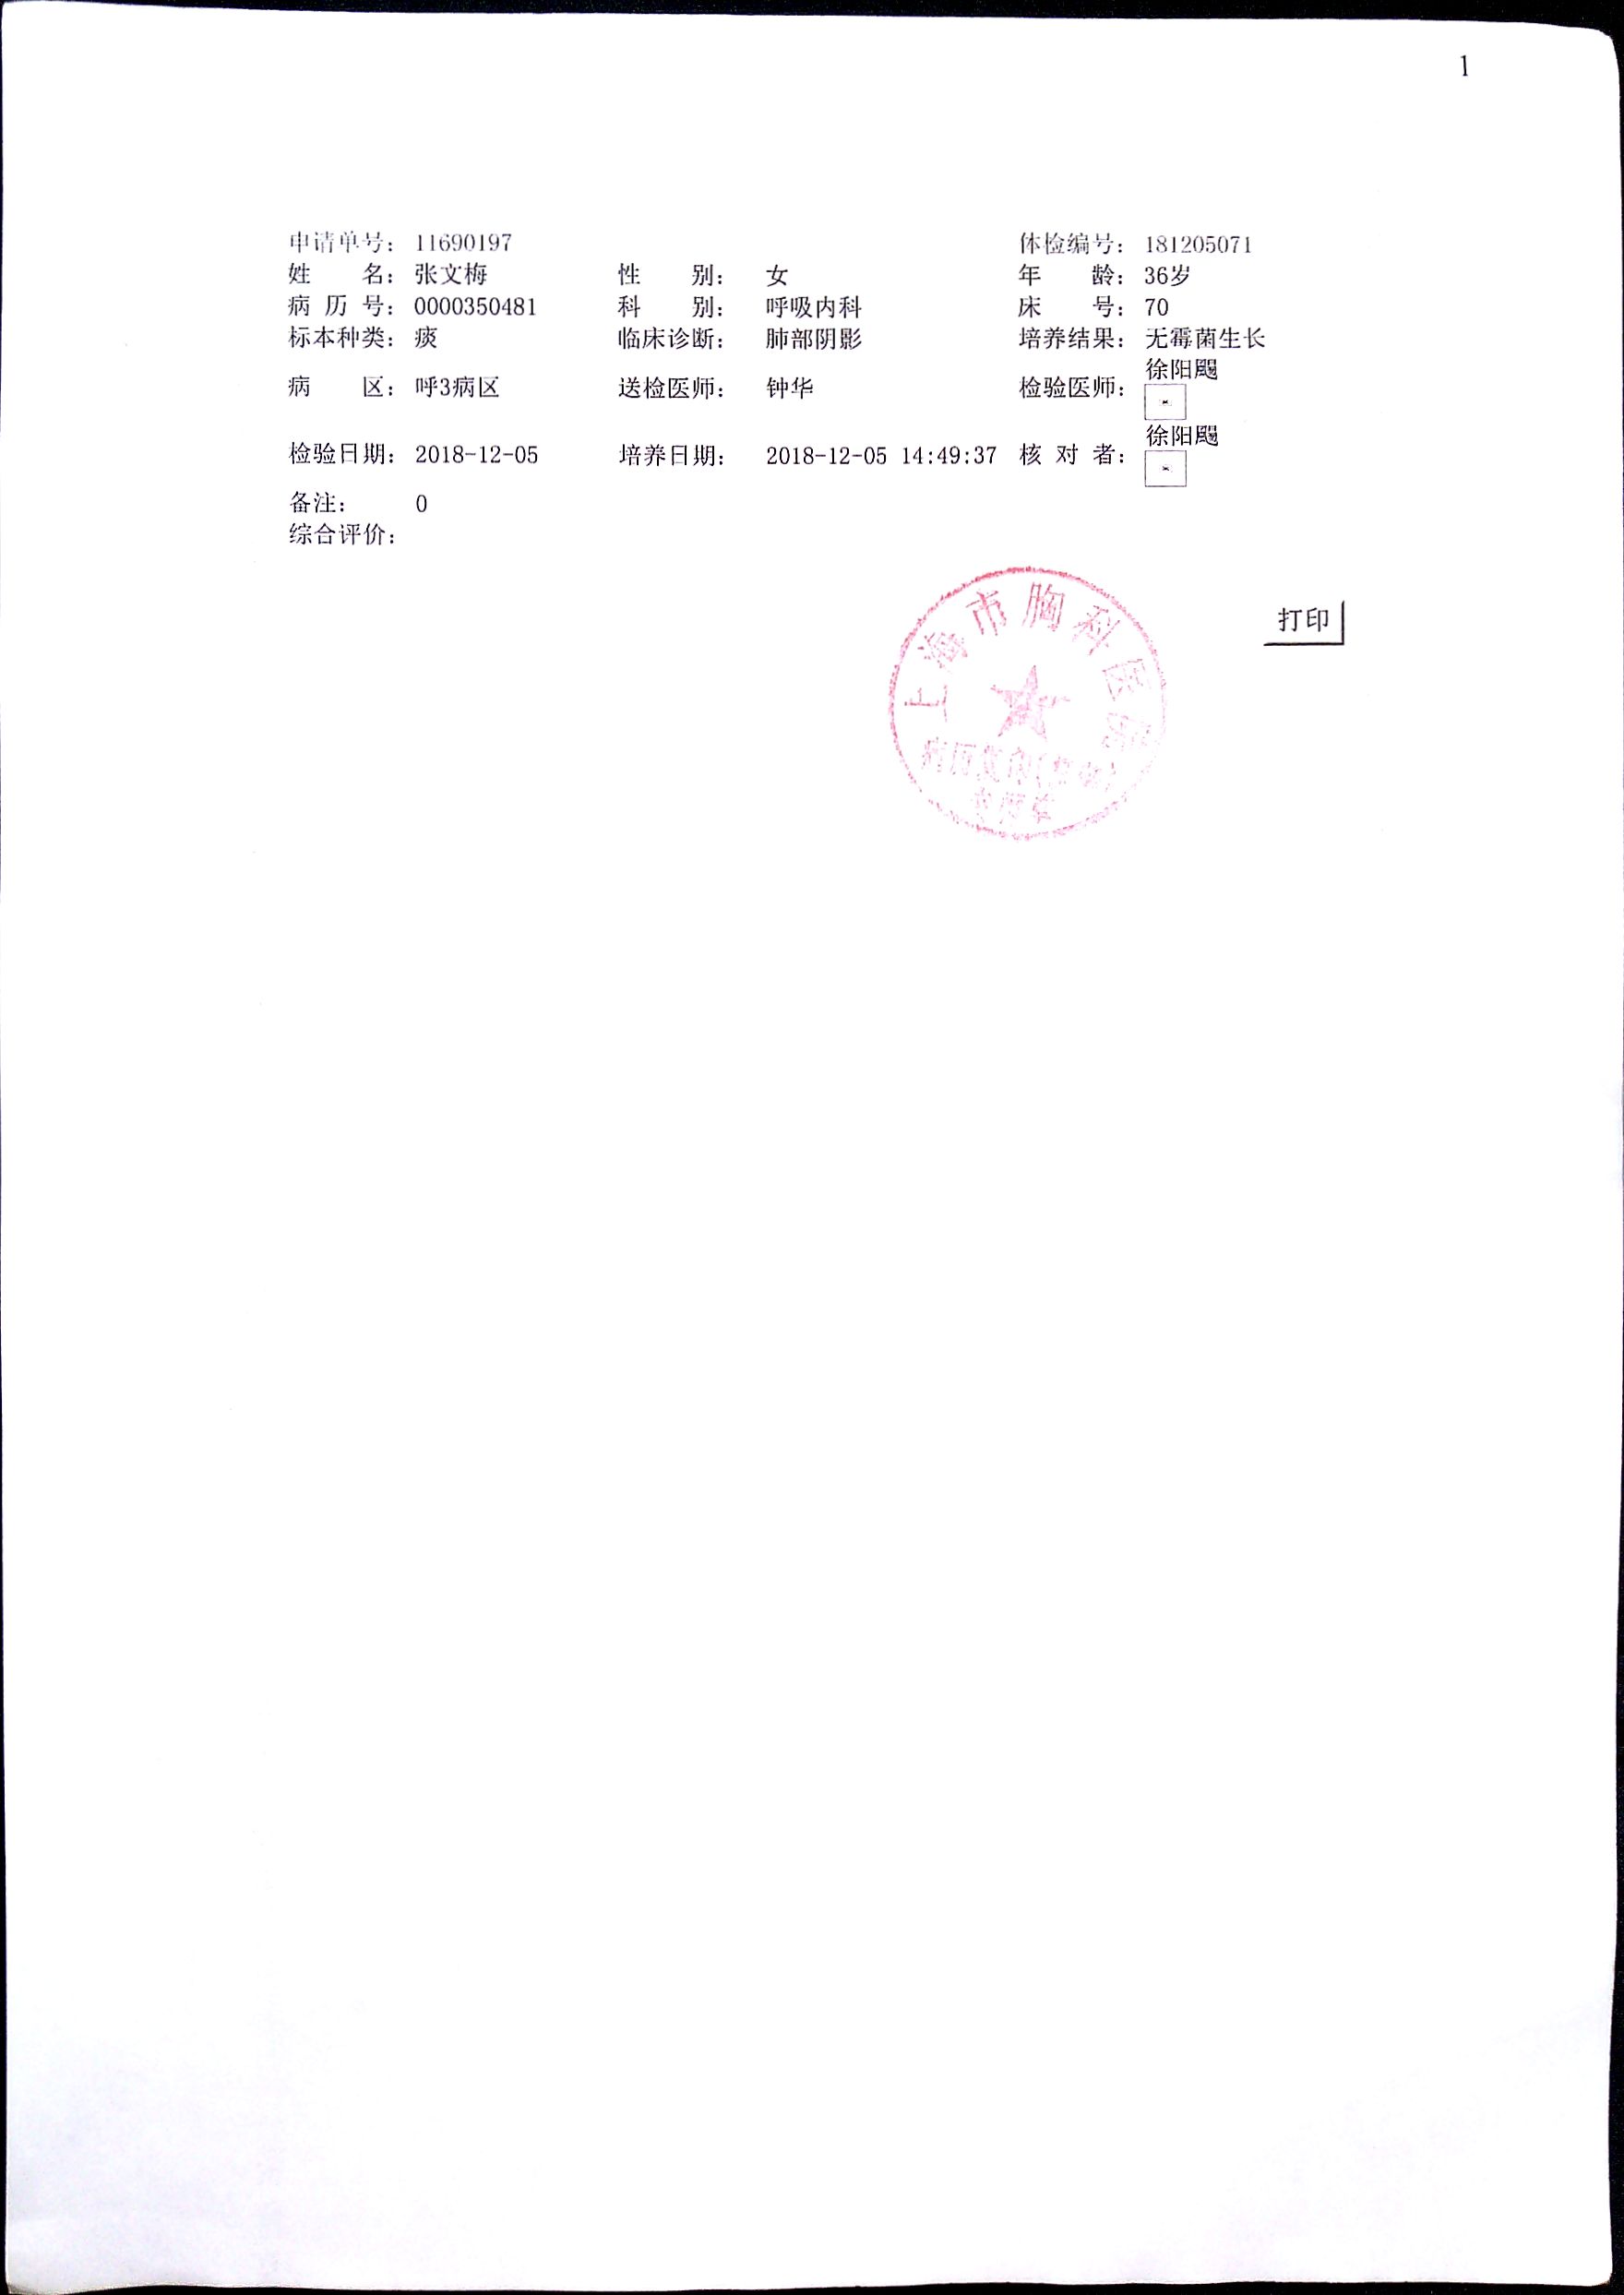 1
申请单号： 11690197 体检编号： 181205071
姓 名： 张文梅 性 别： 女 年 龄： 36岁
病 历 号： 0000350481 科 别： 呼吸内科 床 号： 70
标本种类： 痰 临床诊断： 肺部阴影 培养结果： 无霉菌生长
病 区： 呼3病区 送检医师： 钟华 检验医师： 徐阳飚
检验日期： 2018-12-05 培养日期： 2018-12-05 14:49:37 核 对 者： 徐阳飚
备注： 0
综合评价：
打印
上海市胸科医院
病历复印
专用章